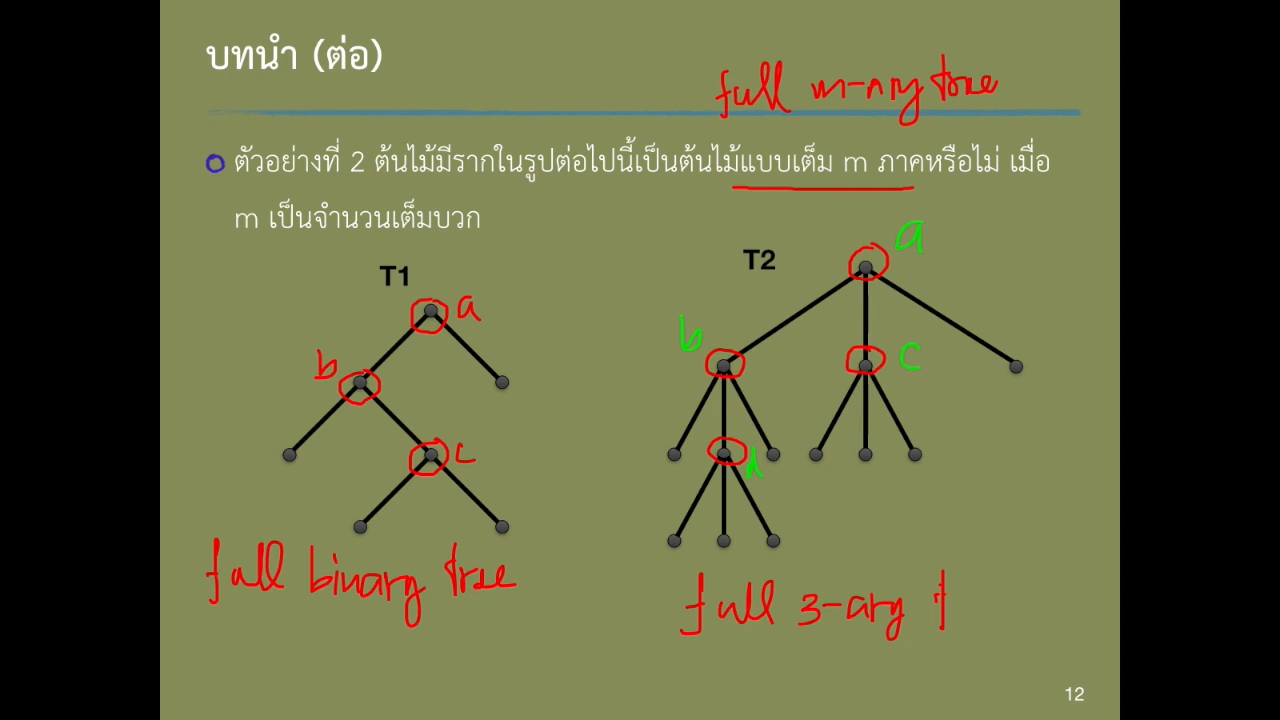 บทนำ (ต่อ)
full m-ary tree
ตัวอย่างที่ 2 ต้นไม้มีรากในรูปต่อไปนี้เป็นต้นไม้แบบเต็ม m ภาคหรือไม่ เมื่อ
m เป็นจำนวนเต็มบวก
T1
a
b
c
full binary tree
T2
a
b
c
d
full 3-ary t
12